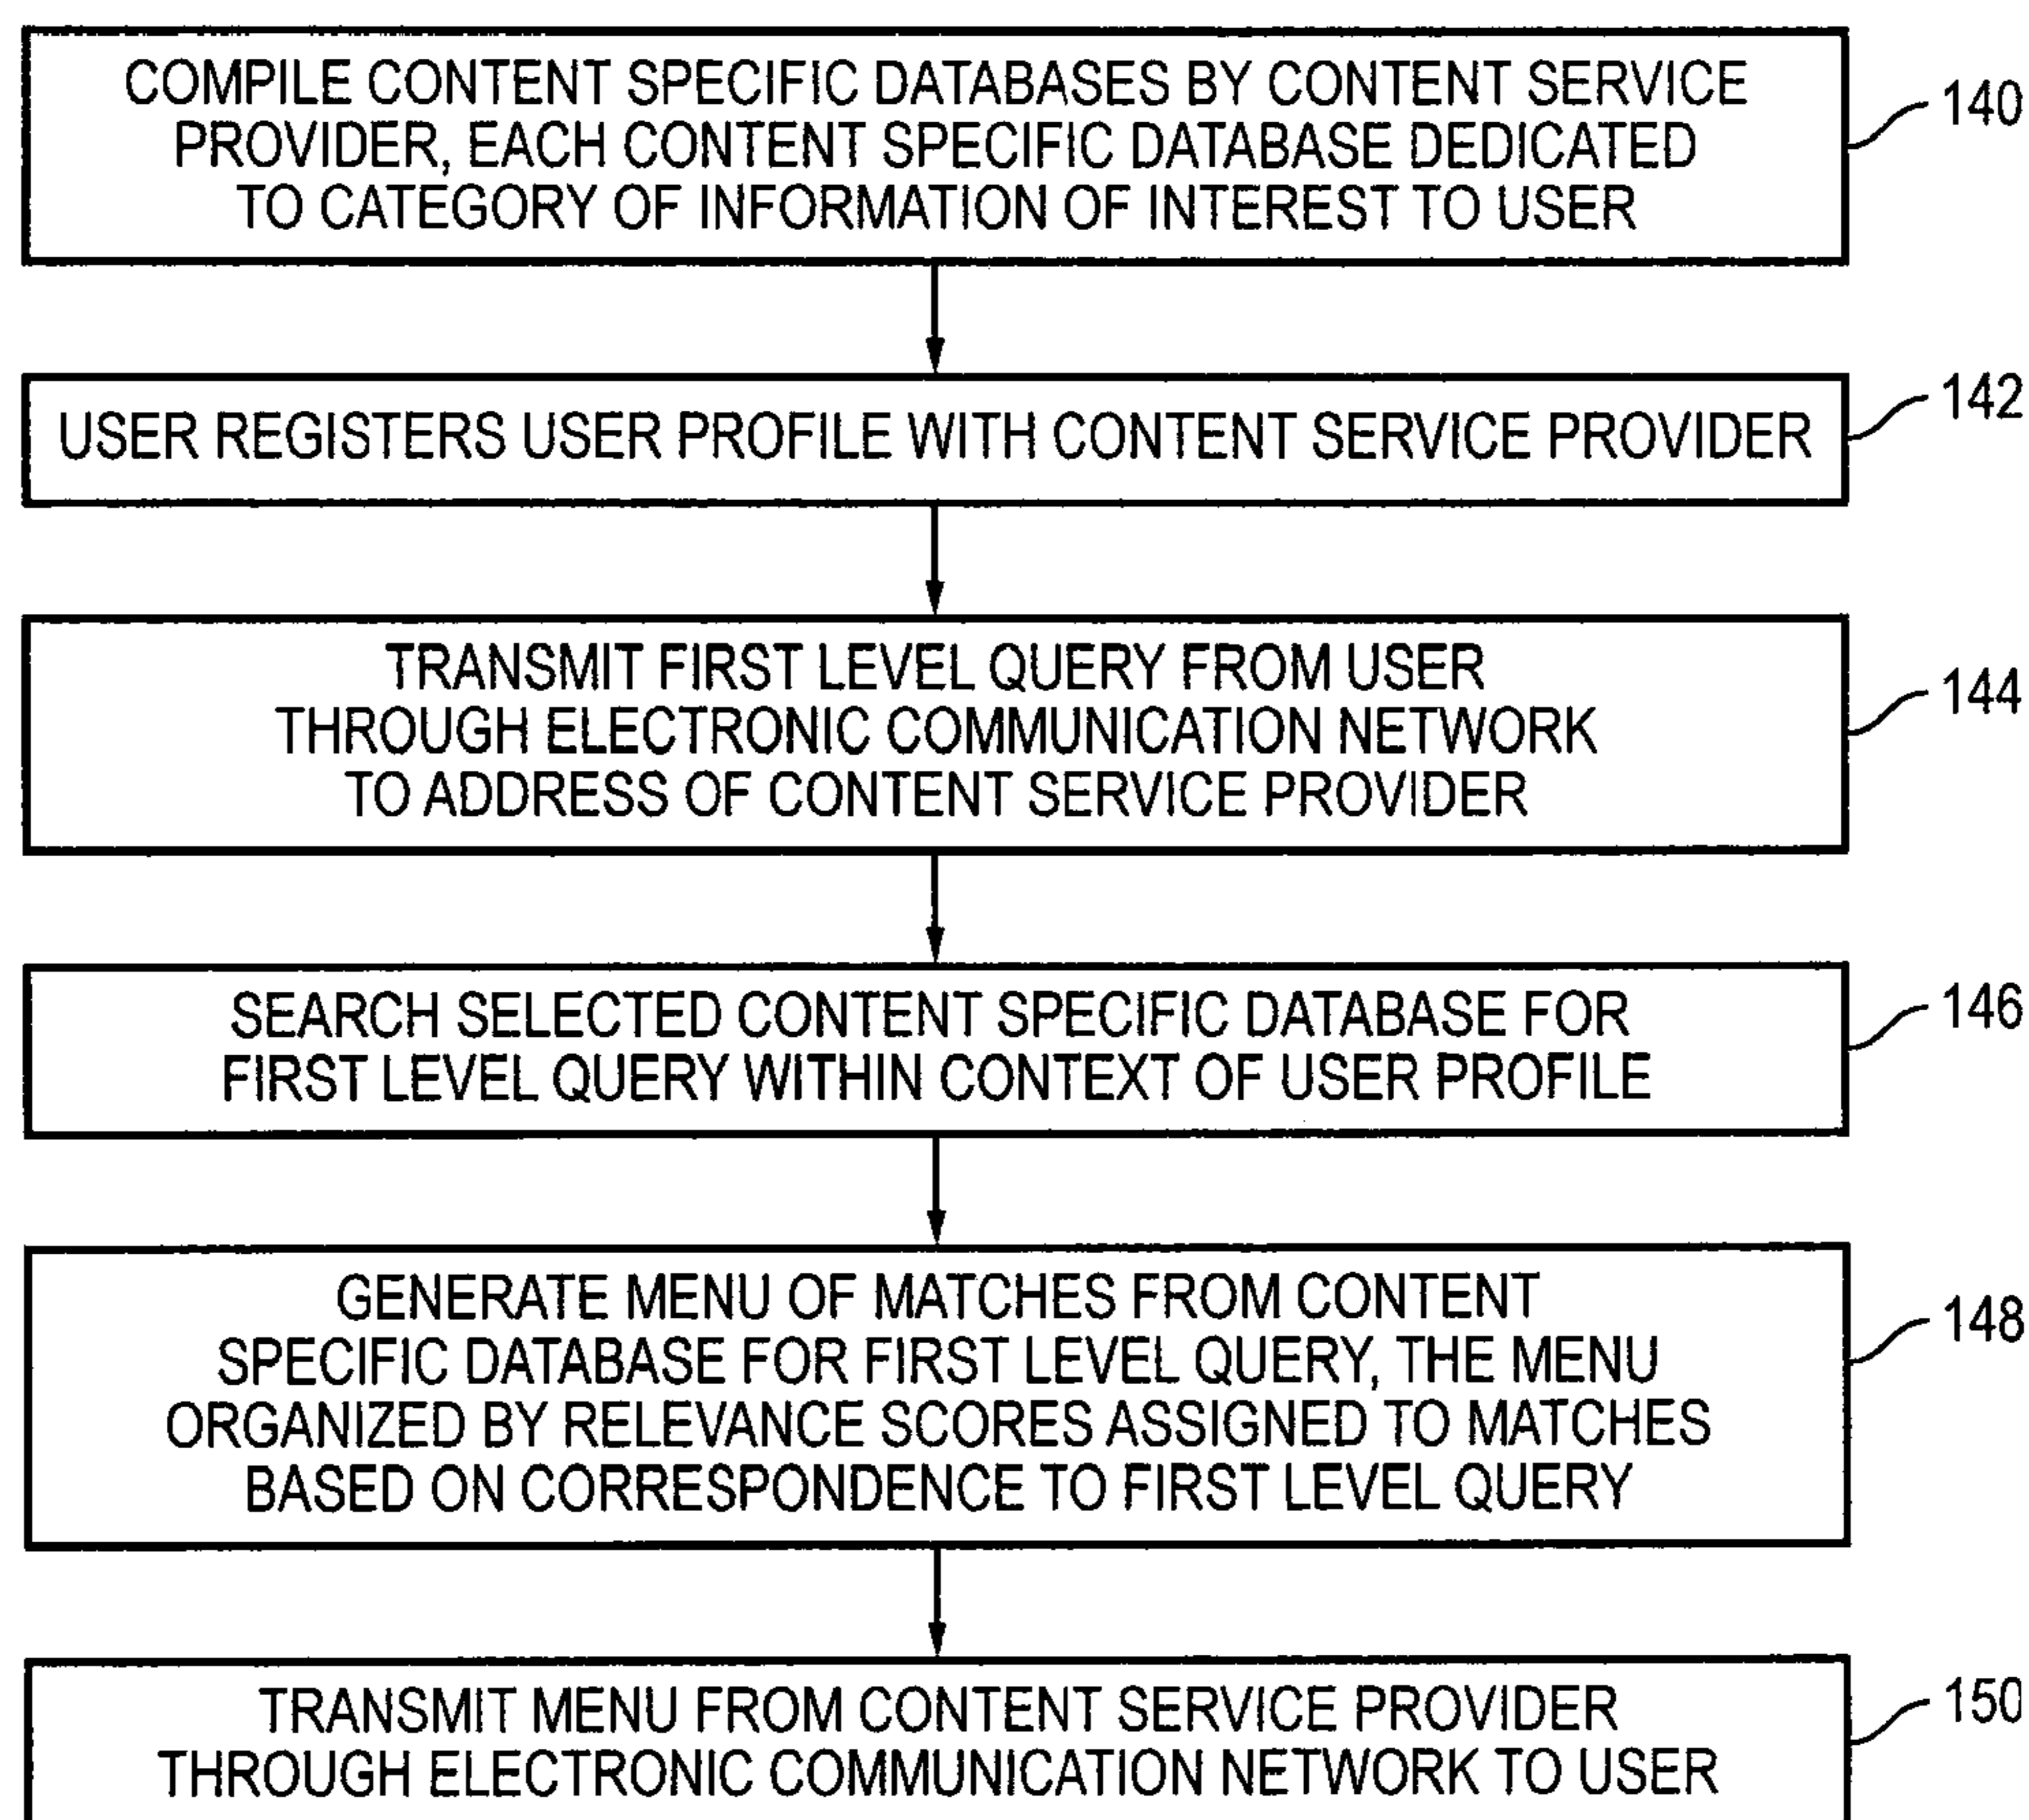 COMPILE CONTENT SPECIFIC DATABASES BY CONTENT SERVICE
PROVIDER, EACH CONTENT SPECIFIC DATABASE DEDICATED
TO CATEGORY OF INFORMATION OF INTEREST TO USER
140
USER REGISTERS USER PROFILE WITH CONTENT SERVICE PROVIDER
142
TRANSMIT FIRST LEVEL QUERY FROM USER
THROUGH ELECTRONIC COMMUNICATION NETWORK
TO ADDRESS OF CONTENT SERVICE PROVIDER
144
SEARCH SELECTED CONTENT SPECIFIC DATABASE FOR
FIRST LEVEL QUERY WITHIN CONTEXT OF USER PROFILE
146
GENERATE MENU OF MATCHES FROM CONTENT
SPECIFIC DATABASE FOR FIRST LEVEL QUERY, THE MENU
ORGANIZED BY RELEVANCE SCORES ASSIGNED TO MATCHES
BASED ON CORRESPONDENCE TO FIRST LEVEL QUERY
148
TRANSMIT MENU FROM CONTENT SERVICE PROVIDER
THROUGH ELECTRONIC COMMUNICATION NETWORK TO USER
150